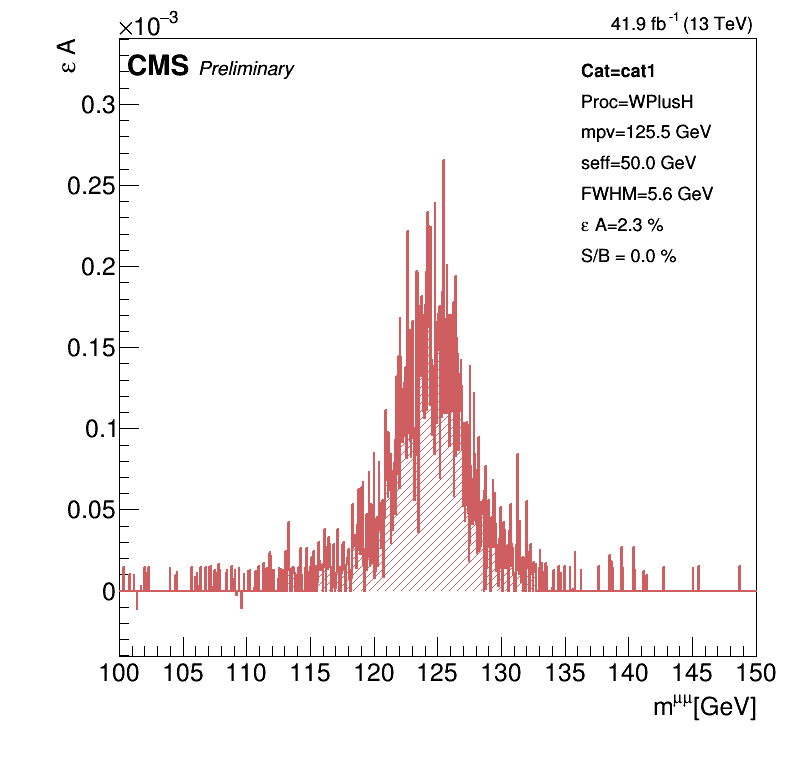 ×10⁻³
41.9 fb⁻¹ (13 TeV)
ε A
CMS Preliminary
Cat=cat1
Proc=WPlusH
mpv=125.5 GeV
seff=50.0 GeV
FWHM=5.6 GeV
ε A=2.3 %
S/B = 0.0 %
0.3
0.25
0.2
0.15
0.1
0.05
0
100 105 110 115 120 125 130 135 140 145 150
m^μμ[GeV]